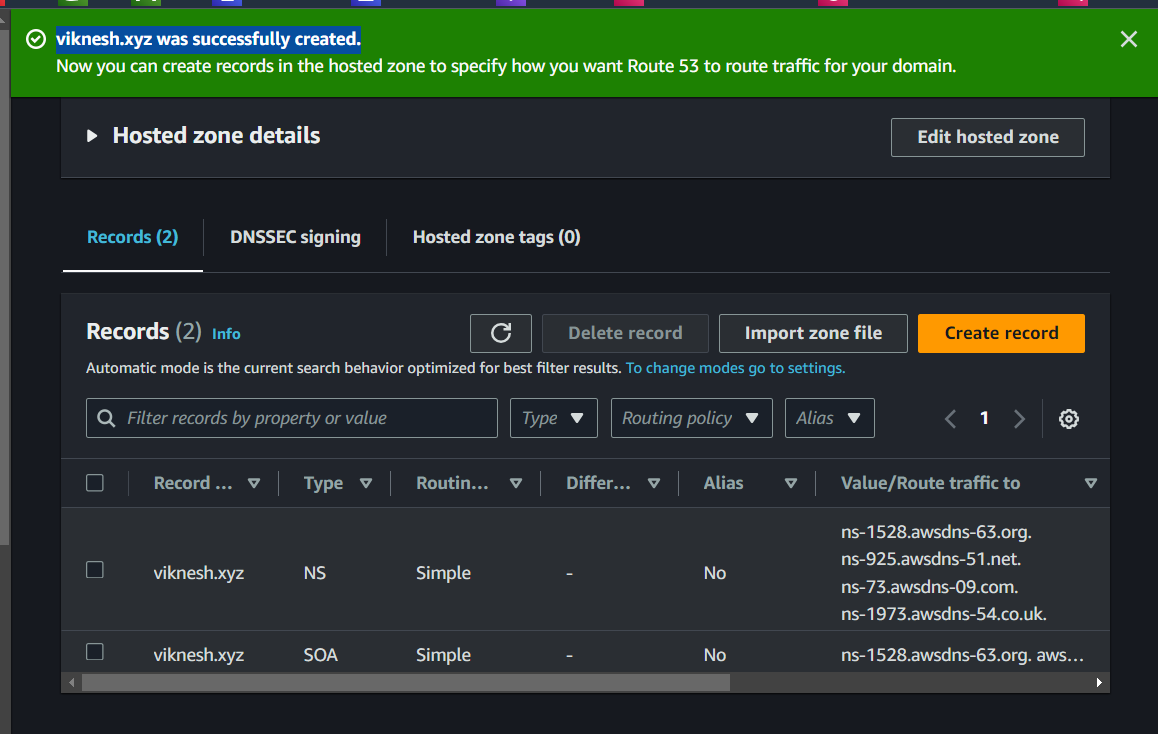 viknesh.xyz was successfully created.
Now you can create records in the hosted zone to specify how you want Route 53 to route traffic for your domain.
Hosted zone details
Edit hosted zone
Records (2)
DNSSEC signing
Hosted zone tags (0)
Records (2) Info
Delete record
Import zone file
Create record
Automatic mode is the current search behavior optimized for best filter results. To change modes go to settings.
Filter records by property or value
Type
Routing policy
Alias
1
Record ... Type Routin... Differ... Alias Value/Route traffic to
viknesh.xyz NS Simple - No
ns-1528.awsdns-63.org.
ns-925.awsdns-51.net.
ns-73.awsdns-09.com.
ns-1973.awsdns-54.co.uk.
viknesh.xyz SOA Simple - No ns-1528.awsdns-63.org. aws...